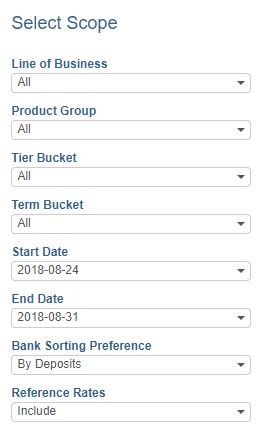 Select Scope
Line of Business
All
Product Group
All
Tier Bucket
All
Term Bucket
All
Start Date
2018-08-24
End Date
2018-08-31
Bank Sorting Preference
By Deposits
Reference Rates
Include